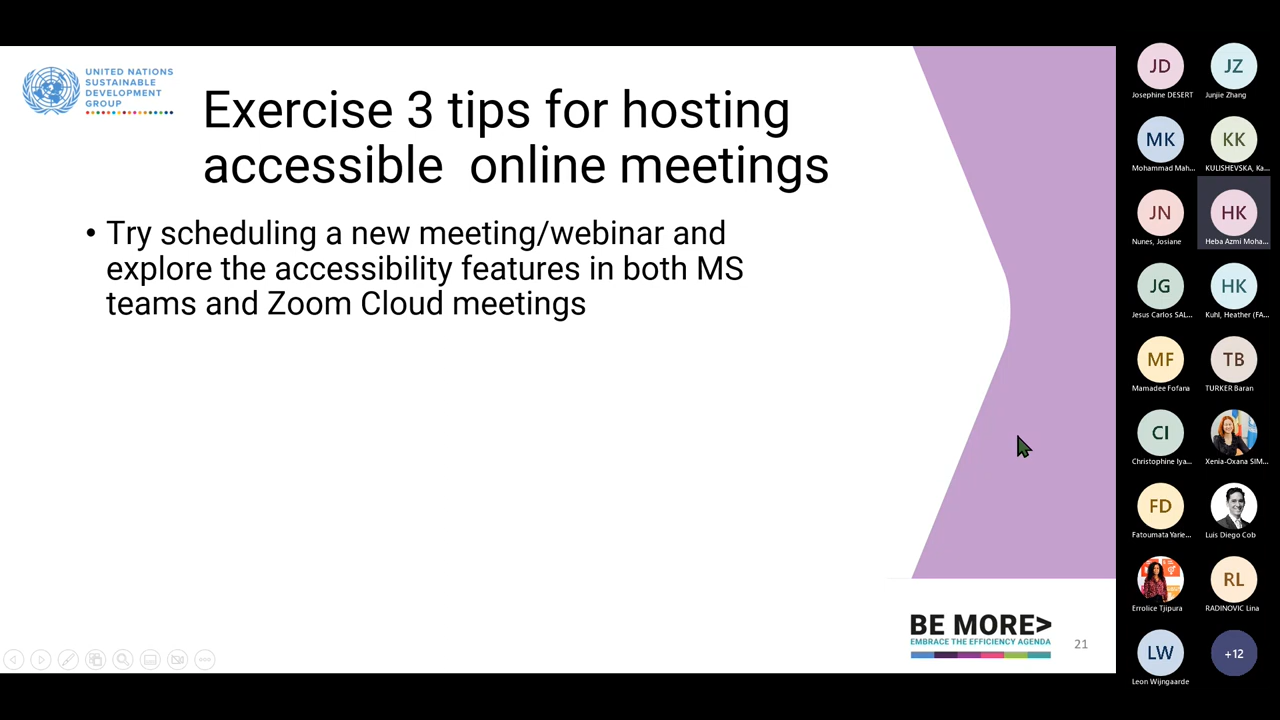 UNITED NATIONS
SUSTAINABLE
DEVELOPMENT
GROUP
Exercise 3 tips for hosting
accessible online meetings
• Try scheduling a new meeting/webinar and
explore the accessibility features in both MS
teams and Zoom Cloud meetings
BE MORE>
EMBRACE THE EFFICIENCY AGENDA
21
JD
Josephine DESERT
JZ
Junjie Zhang
MK
Mohammad Mah...
KK
KULISHEVSKA, Ka...
JN
Nunes, Josiane
HK
Heba Azmi Moha...
JG
Jesus Carlos SAL...
HK
Kuhl, Heather (FA...
MF
Mamadee Fofana
TB
TURKER Baran
CI
Christophine Iya...
Xenia-Oxana SIM...
FD
Fatoumata Yarie...
Luis Diego Cob
Errolice Tjipura
RL
RADINOVIC Lina
LW
Leon Wijngaarde
+12